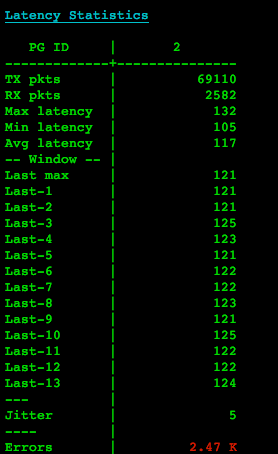 Latency Statistics
PG ID | 2
-------------+---------------
TX pkts | 69110
RX pkts | 2582
Max latency | 132
Min latency | 105
Avg latency | 117
-- Window -- |
Last max | 121
Last-1 | 121
Last-2 | 121
Last-3 | 125
Last-4 | 123
Last-5 | 121
Last-6 | 122
Last-7 | 122
Last-8 | 123
Last-9 | 121
Last-10 | 125
Last-11 | 122
Last-12 | 122
Last-13 | 124
--- |
Jitter | 5
---- |
Errors | 2.47 K